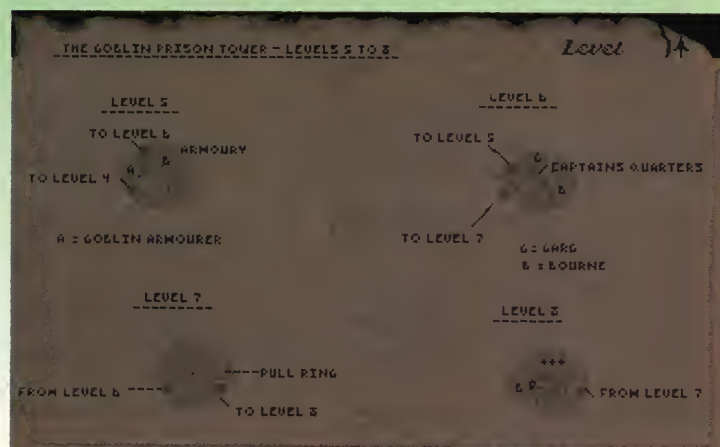 THE GOBLIN PRISON TOWER - LEVELS 5 TO 8
Level
LEVEL 5
TO LEVEL 6
ARMOURY
A
TO LEVEL 4
A = GOBLIN ARMOURER
LEVEL 6
TO LEVEL 5
G
CAPTAINS QUARTERS
B
TO LEVEL 7
G = GARG
B = BOURNE
LEVEL 7
PULL RING
FROM LEVEL 6
TO LEVEL 8
LEVEL 8
+++
FROM LEVEL 7